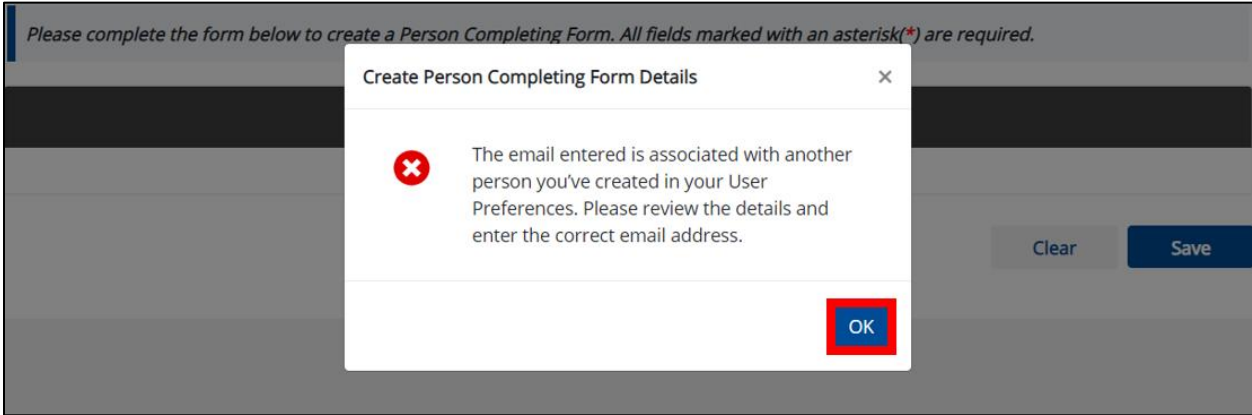 Please complete the form below to create a Person Completing Form. All fields marked with an asterisk(*) are required.
Create Person Completing Form Details ×
The email entered is associated with another
person you’ve created in your User
Preferences. Please review the details and
enter the correct email address.
Clear Save
OK